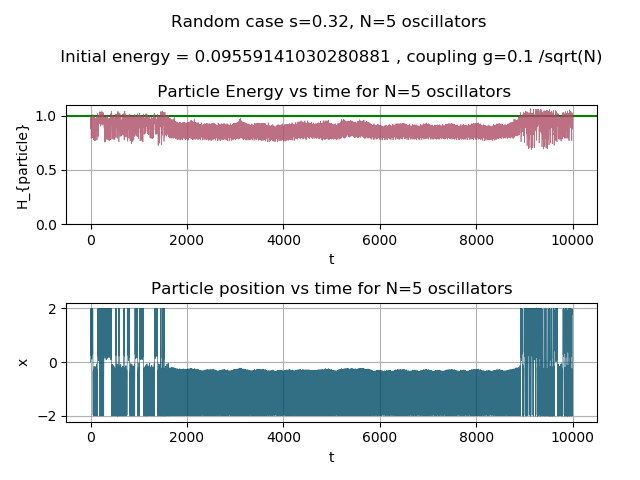 Random case s=0.32, N=5 oscillators
Initial energy = 0.09559141030280881 , coupling g=0.1 /sqrt(N)
Particle Energy vs time for N=5 oscillators
1.0
0.5
0.0
H_{particle}
0 2000 4000 6000 8000 10000
t
Particle position vs time for N=5 oscillators
2
0
−2
x
0 2000 4000 6000 8000 10000
t